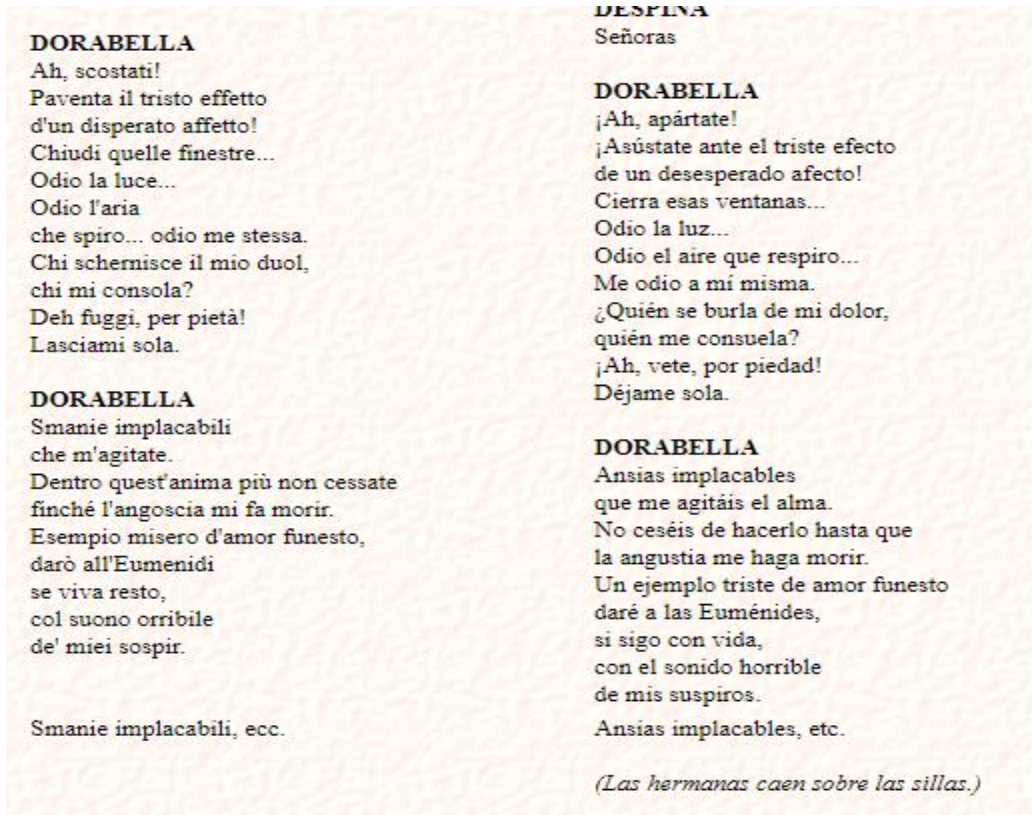 DORABELLA
Ah, scostati!
Paventa il tristo effetto
d'un disperato affetto!
Chiudi quelle finestre...
Odio la luce...
Odio l'aria
che spiro... odio me stessa.
Chi schernisce il mio duol,
chi mi consola?
Deh fuggi, per pietà!
Lasciami sola.
DORABELLA
Smanie implacabili
che m'agitate.
Dentro quest'anima più non cessate
finché l'angoscia mi fa morir.
Esempio misero d'amor funesto,
darò all'Eumenidi
se viva resto,
col suono orribile
de' miei sospir.
Smanie implacabili, ecc.
DESPINA
Señoras
DORABELLA
¡Ah, apártate!
¡Asústate ante el triste efecto
de un desesperado afecto!
Cierra esas ventanas...
Odio la luz...
Odio el aire que respiro...
Me odio a mí misma.
¿Quién se burla de mi dolor,
quién me consuela?
¡Ah, vete, por piedad!
Déjame sola.
DORABELLA
Ansias implacables
que me agitáis el alma.
No ceséis de hacerlo hasta que
la angustia me haga morir.
Un ejemplo triste de amor funesto
daré a las Euménides,
si sigo con vida,
con el sonido horrible
de mis suspiros.
Ansias implacables, etc.
(Las hermanas caen sobre las sillas.)